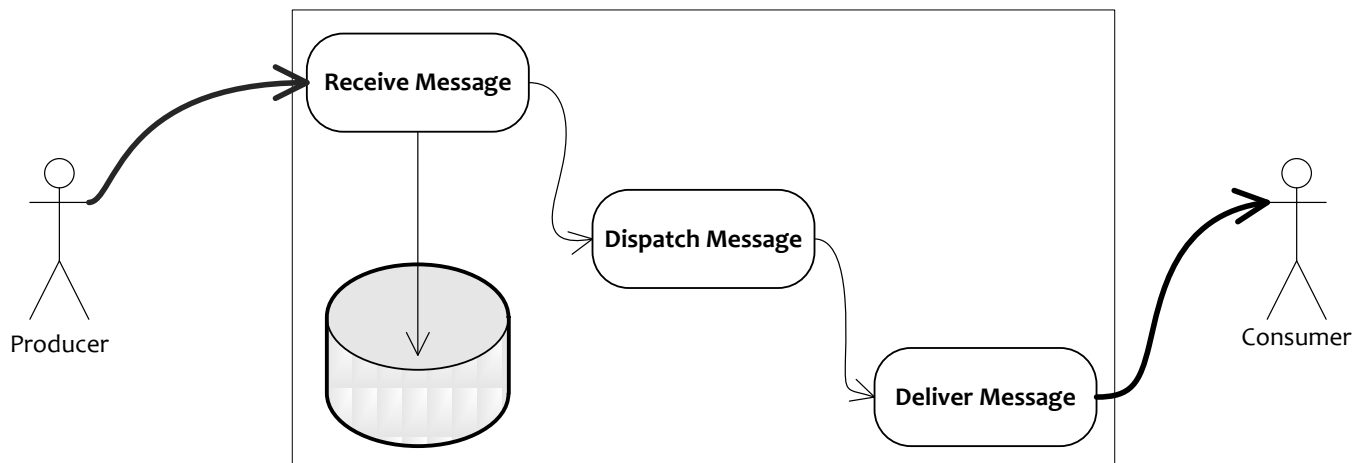 Receive Message
Dispatch Message
Producer
Consumer
Deliver Message